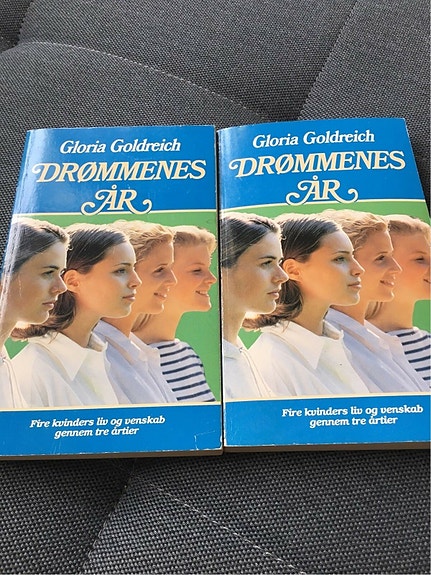 Gloria Goldreich
DRØMMENES
ÅR
Fire kvinders liv og venskab
gennem tre årtier
Gloria Goldreich
DRØMMENES
ÅR
Fire kvinders liv og venskab
gennem tre årtier